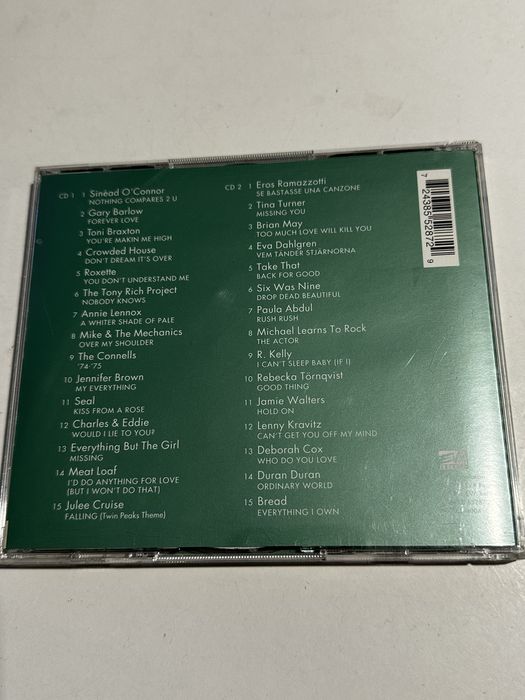 CD 1 1 Sinéad O'Connor
NOTHING COMPARES 2 U
2 Gary Barlow
FOREVER LOVE
3 Toni Braxton
YOU'RE MAKIN ME HIGH
4 Crowded House
DON'T DREAM IT'S OVER
5 Roxette
YOU DON'T UNDERSTAND ME
6 The Tony Rich Project
NOBODY KNOWS
7 Annie Lennox
A WHITER SHADE OF PALE
8 Mike & The Mechanics
OVER MY SHOULDER
9 The Connells
'74-'75
10 Jennifer Brown
MY EVERYTHING
11 Seal
KISS FROM A ROSE
12 Charles & Eddie
WOULD I LIE TO YOU?
13 Everything But The Girl
MISSING
14 Meat Loaf
I'D DO ANYTHING FOR LOVE
(BUT I WON'T DO THAT)
15 Julee Cruise
FALLING (Twin Peaks Theme)
CD 2 1 Eros Ramazzotti
SE BASTASSE UNA CANZONE
2 Tina Turner
MISSING YOU
3 Brian May
TOO MUCH LOVE WILL KILL YOU
4 Eva Dahlgren
VEM TÄNDER STJÄRNORNA
5 Take That
BACK FOR GOOD
6 Six Was Nine
DROP DEAD BEAUTIFUL
7 Paula Abdul
RUSH RUSH
8 Michael Learns To Rock
THE ACTOR
9 R. Kelly
I CAN'T SLEEP BABY (IF I)
10 Rebecka Törnqvist
GOOD THING
11 Jamie Walters
HOLD ON
12 Lenny Kravitz
CAN'T GET YOU OFF MY MIND
13 Deborah Cox
WHO DO YOU LOVE
14 Duran Duran
ORDINARY WORLD
15 Bread
EVERYTHING I OWN
7 24385 52872 9